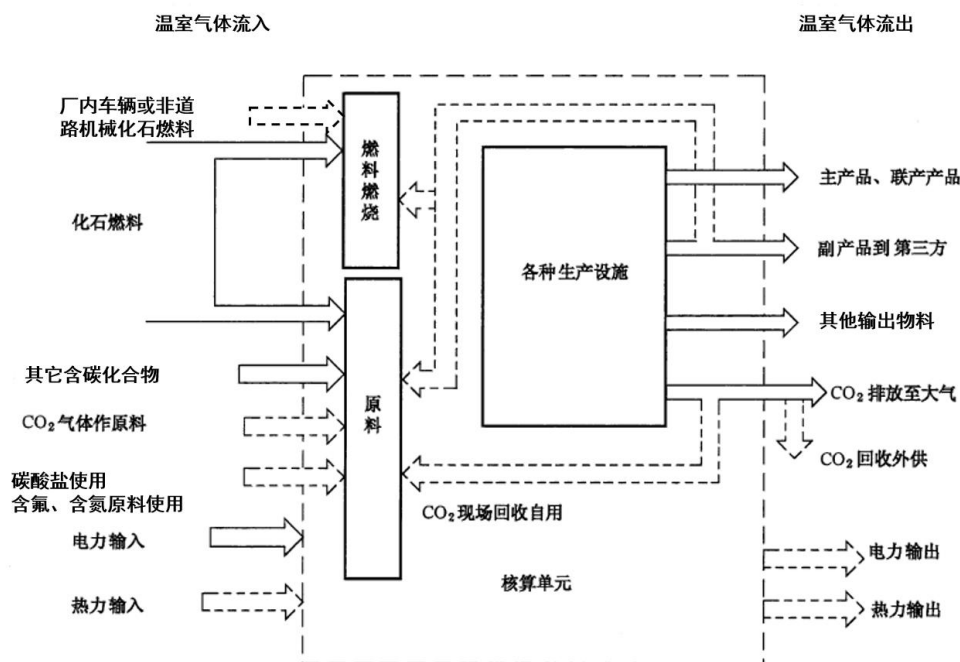 温室气体流入
温室气体流出
厂内车辆或非道
路机械化石燃料
燃料燃烧
化石燃料
各种生产设施
主产品、联产产品
副产品到第三方
其他输出物料
其它含碳化合物
原料
CO₂气体作原料
CO₂排放至大气
CO₂回收外供
碳酸盐使用
含氟、含氮原料使用
CO₂现场回收自用
电力输入
电力输出
核算单元
热力输入
热力输出